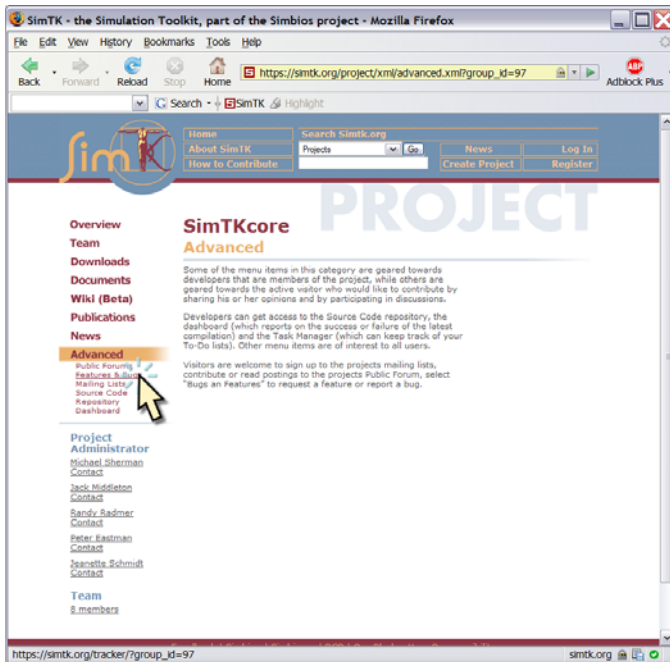 SimTK - the Simulation Toolkit, part of the Simbios project - Mozilla Firefox
File Edit View History Bookmarks Tools Help
Back Forward Reload Stop Home https://simtk.org/project/xml/advanced.xml?group_id=97 ABP Adblock Plus
G Search SimTK Highlight
SimTK
Home
About SimTK
How to Contribute
Search Simtk.org
Projects Go
News Log In
Create Project Register
PROJECT
Overview
Team
Downloads
Documents
Wiki (Beta)
Publications
News
Advanced
Public Forums
Features & Bugs
Mailing Lists
Source Code
Repository
Dashboard
Project
Administrator
Michael Sherman
Contact
Jack Middleton
Contact
Randy Radmer
Contact
Peter Eastman
Contact
Jeanette Schmidt
Contact
Team
8 members
SimTKcore
Advanced
Some of the menu items in this category are geared towards
developers that are members of the project, while others are
geared towards the active visitor who would like to contribute by
sharing his or her opinions and by participating in discussions.
Developers can get access to the Source Code repository, the
dashboard (which reports on the success or failure of the latest
compilation) and the Task Manager (which can keep track of your
To-Do lists). Other menu items are of interest to all users.
Visitors are welcome to sign up to the projects mailing lists,
contribute or read postings to the projects Public Forum, select
"Bugs an Features" to request a feature or report a bug.
https://simtk.org/tracker/?group_id=97 simtk.org